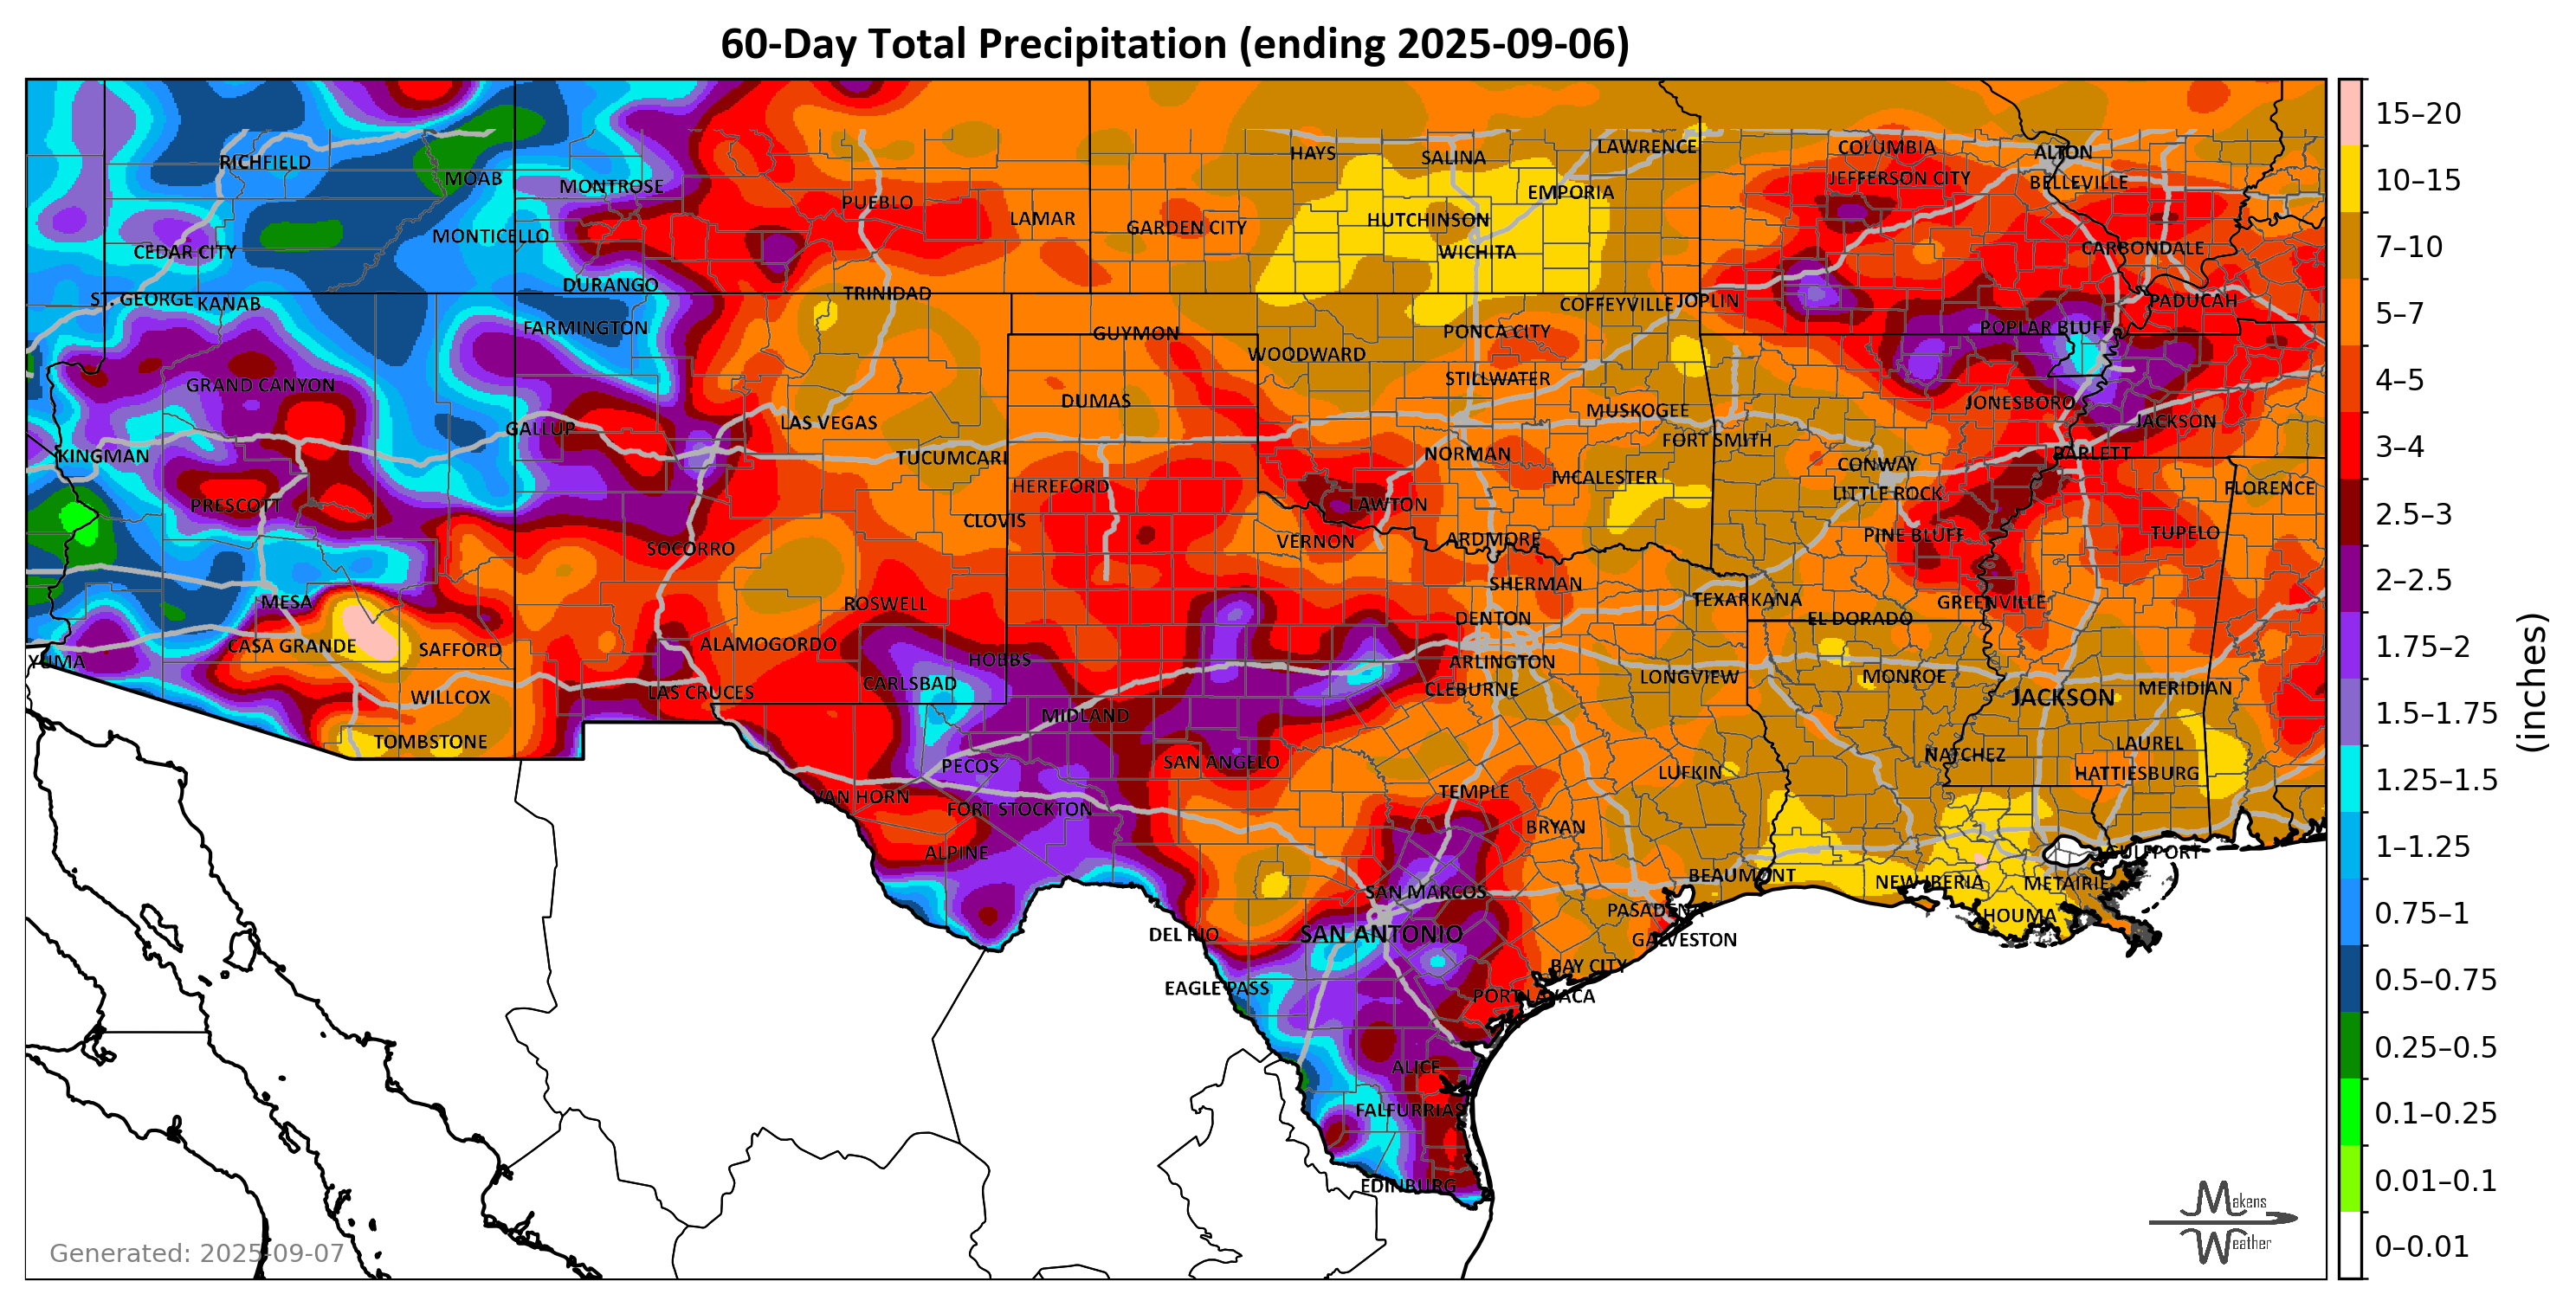 60-Day Total Precipitation (ending 2025-09-06)
RICHFIELD
MOAB
MONTROSE
PUEBLO
LAMAR
GARDEN CITY
HAYS
SALINA
LAWRENCE
EMPORIA
HUTCHINSON
WICHITA
COLUMBIA
JEFFERSON CITY
ALTON
BELLEVILLE
CARBONDALE
CEDAR CITY
MONTICELLO
DURANGO
TRINIDAD
COFFEYVILLE
JOPLIN
PADUCAH
ST. GEORGE
KANAB
FARMINGTON
GUYMON
WOODWARD
PONCA CITY
POPLAR BLUFF
GRAND CANYON
DUMAS
STILLWATER
MUSKOGEE
JONESBORO
JACKSON
GALLUP
LAS VEGAS
TUCUMCARI
KINGMAN
NORMAN
FORT SMITH
CONWAY
BARLETT
PRESCOTT
HEREFORD
LAWTON
MCALESTER
LITTLE ROCK
FLORENCE
CLOVIS
SOCORRO
VERNON
ARDMORE
PINE BLUFF
TUPELO
MESA
ROSWELL
SHERMAN
TEXARKANA
GREENVILLE
CASA GRANDE
SAFFORD
ALAMOGORDO
DENTON
EL DORADO
YUMA
HOBBS
ARLINGTON
WILLCOX
LAS CRUCES
CARLSBAD
CLEBURNE
LONGVIEW
MONROE
JACKSON
MERIDIAN
TOMBSTONE
MIDLAND
PECOS
SAN ANGELO
NATCHEZ
LAUREL
HATTIESBURG
LUFKIN
VAN HORN
FORT STOCKTON
TEMPLE
BRYAN
ALPINE
SAN MARCOS
BEAUMONT
NEW IBERIA
METAIRIE
GULFPORT
HOUMA
PASADENA
GALVESTON
DEL RIO
SAN ANTONIO
BAY CITY
EAGLE PASS
PORT LAVACA
ALICE
FALFURRIAS
EDINBURG
15–20
10–15
7–10
5–7
4–5
3–4
2.5–3
2–2.5
1.75–2
1.5–1.75
1.25–1.5
1–1.25
0.75–1
0.5–0.75
0.25–0.5
0.1–0.25
0.01–0.1
0–0.01
(inches)
Generated: 2025-09-07
Makens
Weather